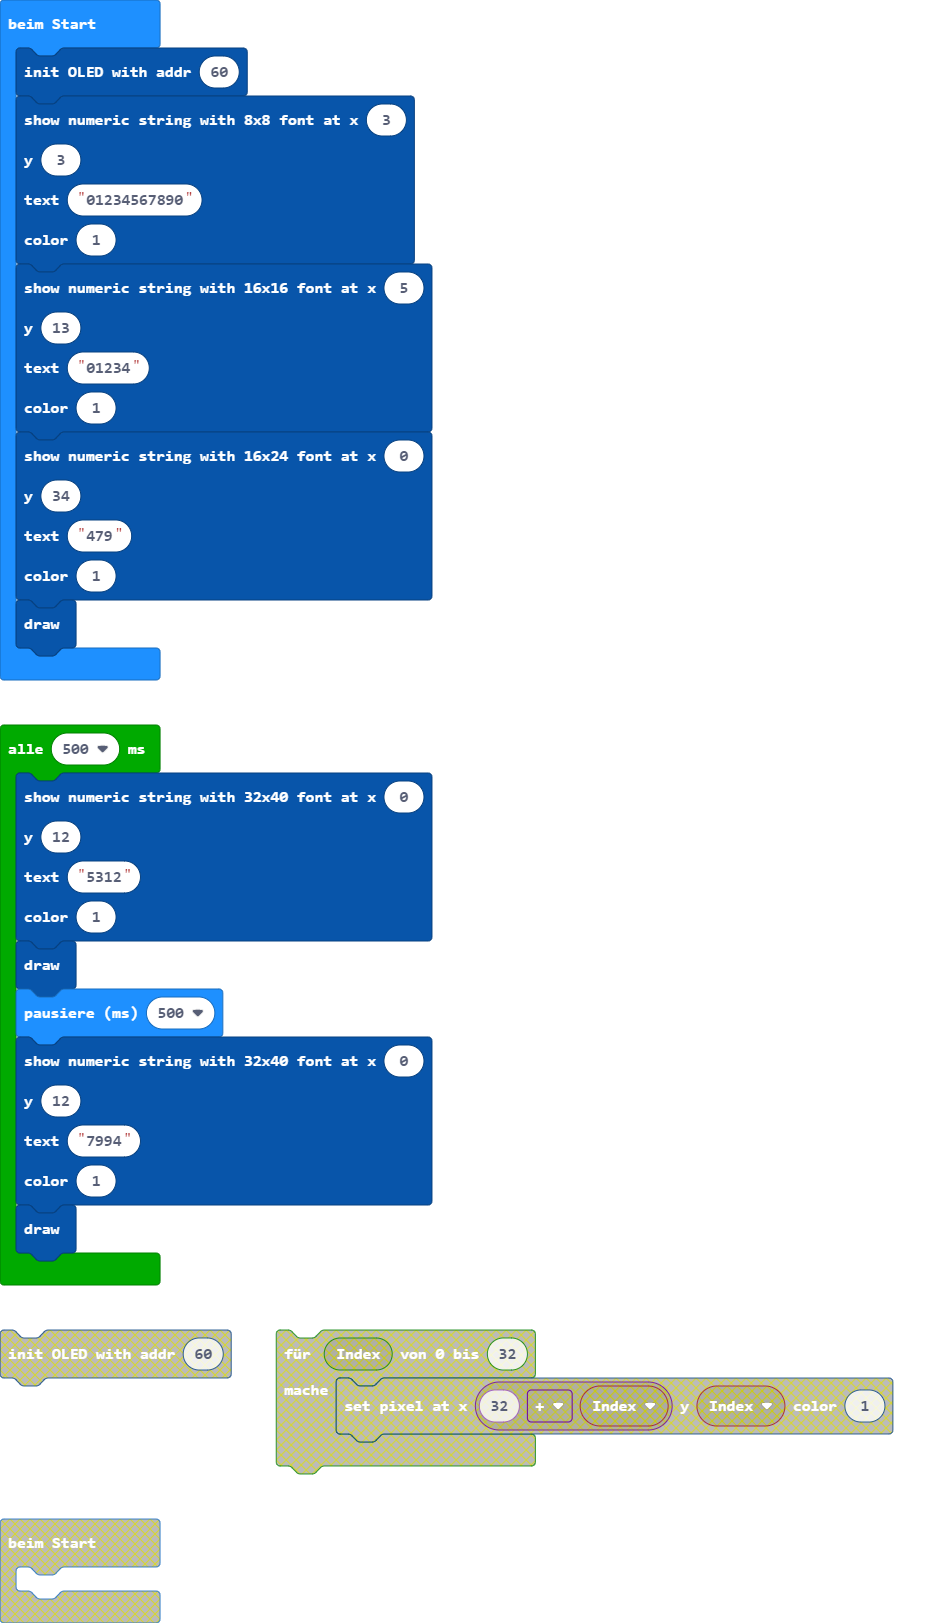 beim Start
init OLED with addr 60
show numeric string with 8x8 font at x 3
y 3
text "01234567890"
color 1
show numeric string with 16x16 font at x 5
y 13
text "01234"
color 1
show numeric string with 16x24 font at x 0
y 34
text "479"
color 1
draw
alle 500 ms
show numeric string with 32x40 font at x 0
y 12
text "5312"
color 1
draw
pausiere (ms) 500
show numeric string with 32x40 font at x 0
y 12
text "7994"
color 1
draw
init OLED with addr 60
für Index von 0 bis 32
mache
set pixel at x 32 + Index y Index color 1
beim Start